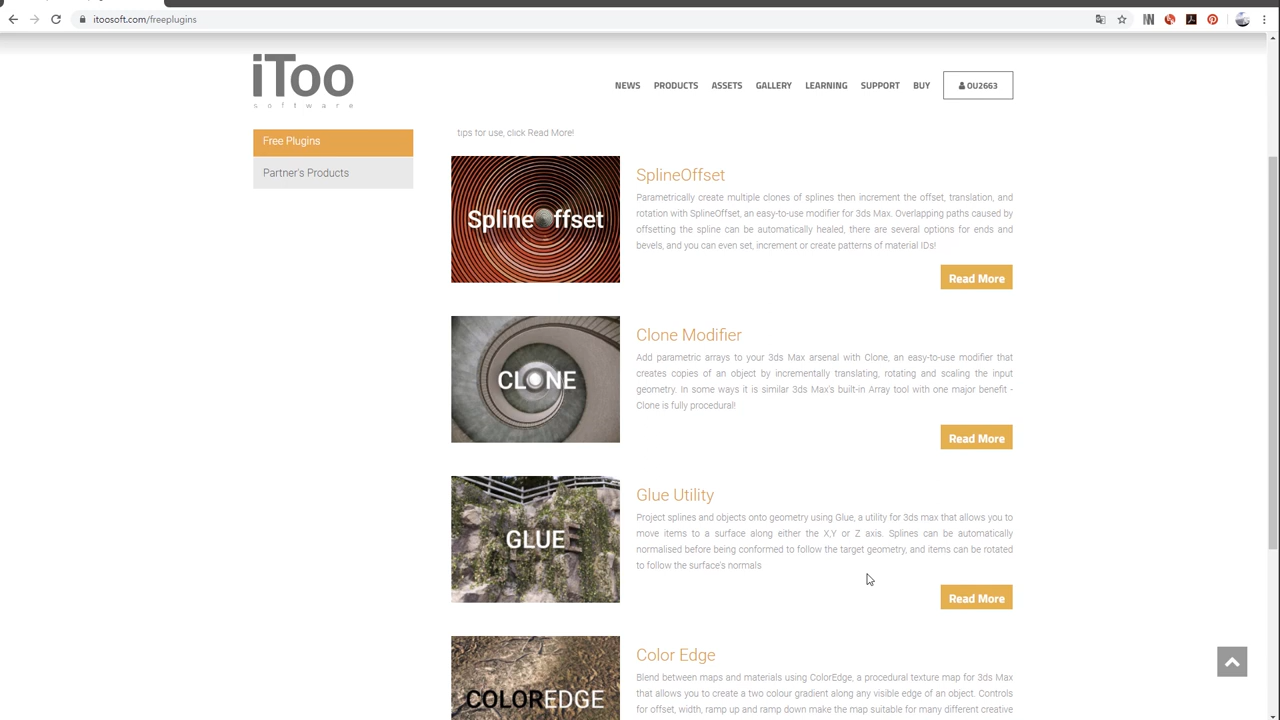 itoosoft.com/freeplugins
iToo
software
NEWS PRODUCTS ASSETS GALLERY LEARNING SUPPORT BUY OU2663
Free Plugins
Partner's Products
tips for use, click Read More!
Spline Offset
SplineOffset
Parametrically create multiple clones of splines then increment the offset, translation, and
rotation with SplineOffset, an easy-to-use modifier for 3ds Max. Overlapping paths caused by
offsetting the spline can be automatically healed, there are several options for ends and
bevels, and you can even set, increment or create patterns of material IDs!
Read More
CLONE
Clone Modifier
Add parametric arrays to your 3ds Max arsenal with Clone, an easy-to-use modifier that
creates copies of an object by incrementally translating, rotating and scaling the input
geometry. In some ways it is similar 3ds Max's built-in Array tool with one major benefit -
Clone is fully procedural!
Read More
GLUE
Glue Utility
Project splines and objects onto geometry using Glue, a utility for 3ds max that allows you to
move items to a surface along either the X,Y or Z axis. Splines can be automatically
normalised before being conformed to follow the target geometry, and items can be rotated
to follow the surface's normals
Read More
COLOREDGE
Color Edge
Blend between maps and materials using ColorEdge, a procedural texture map for 3ds Max
that allows you to create a two colour gradient along any visible edge of an object. Controls
for offset, width, ramp up and ramp down make the map suitable for many different creative